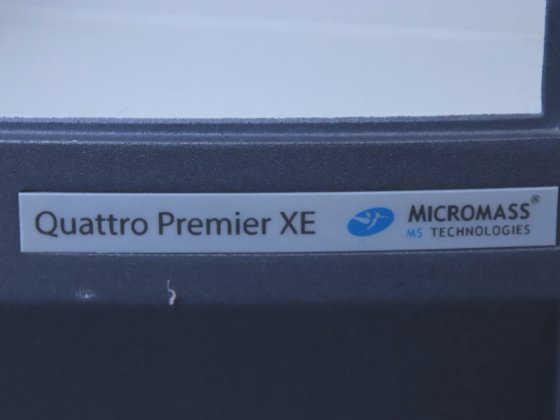 Quattro Premier XE
MICROMASS®
MS TECHNOLOGIES